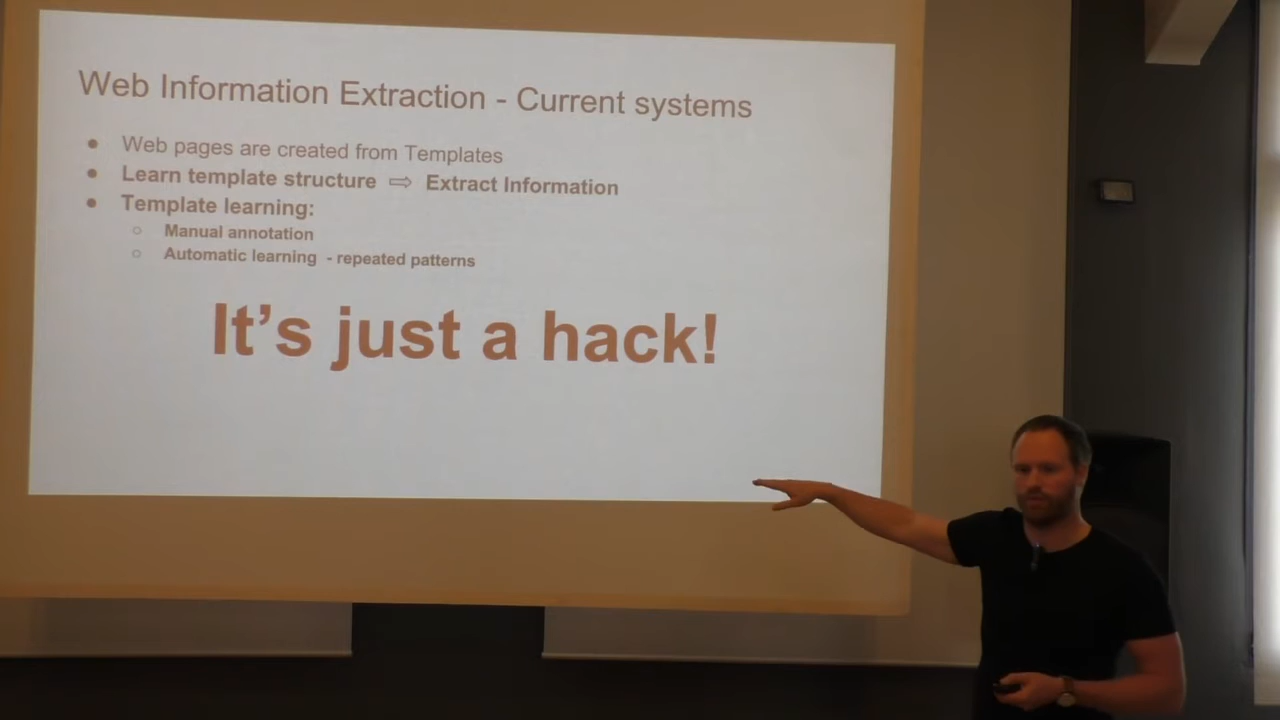 Web Information Extraction - Current systems
● Web pages are created from Templates
● Learn template structure ⇨ Extract Information
● Template learning:
○ Manual annotation
○ Automatic learning - repeated patterns
It’s just a hack!